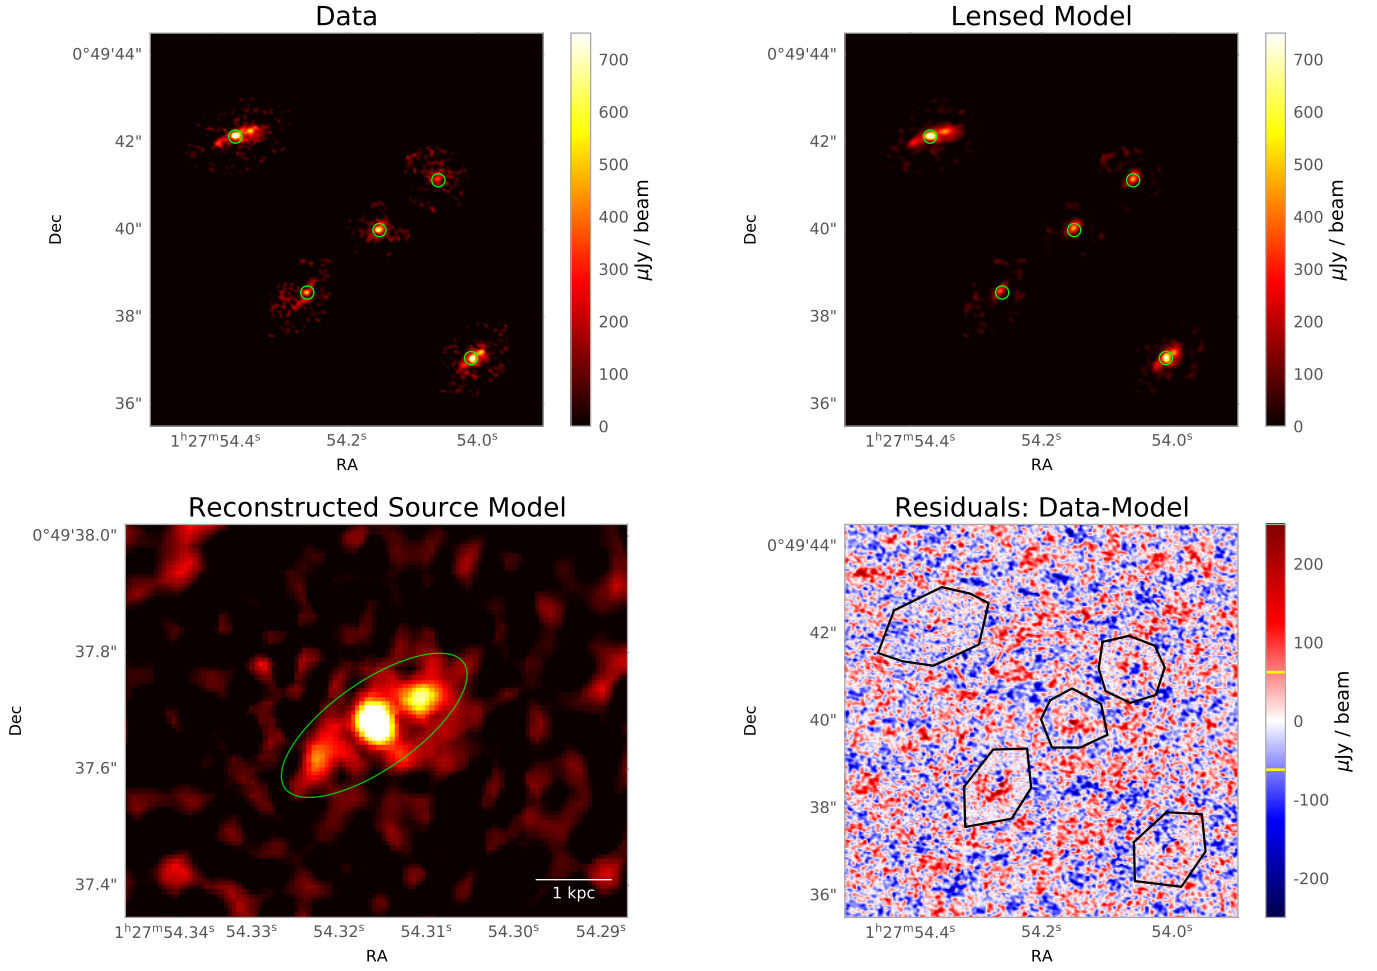 Data
Lensed Model
0°49'44"
42"
40"
38"
36"
Dec
1ʰ27ᵐ54.4ˢ
54.2ˢ
54.0ˢ
RA
700
600
500
400
300
200
100
0
μJy / beam
0°49'44"
42"
40"
38"
36"
Dec
1ʰ27ᵐ54.4ˢ
54.2ˢ
54.0ˢ
RA
700
600
500
400
300
200
100
0
μJy / beam
Reconstructed Source Model
Residuals: Data-Model
0°49'38.0"
37.8"
37.6"
37.4"
Dec
1 kpc
1ʰ27ᵐ54.34ˢ
54.33ˢ
54.32ˢ
54.31ˢ
54.30ˢ
54.29ˢ
RA
0°49'44"
42"
40"
38"
36"
Dec
1ʰ27ᵐ54.4ˢ
54.2ˢ
54.0ˢ
RA
200
100
0
-100
-200
μJy / beam